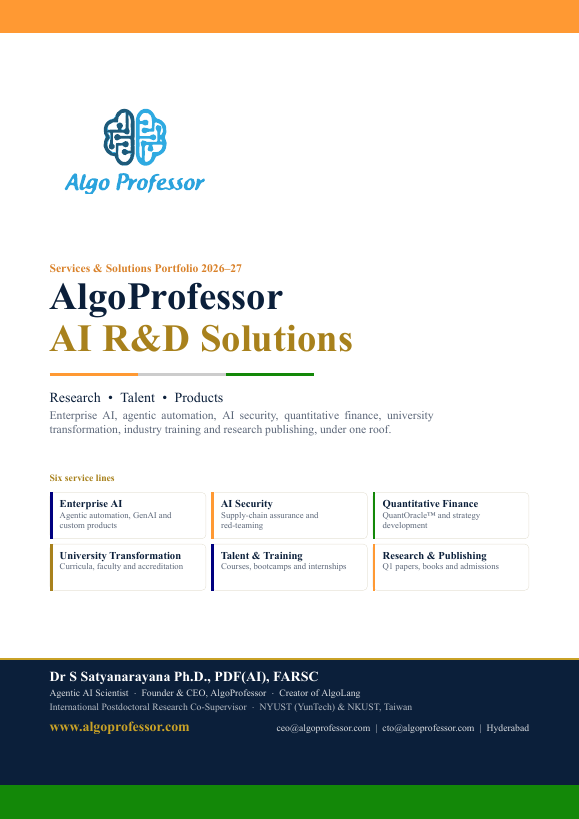 Algo Professor
Services & Solutions Portfolio 2026–27
AlgoProfessor
AI R&D Solutions
Research • Talent • Products
Enterprise AI, agentic automation, AI security, quantitative finance, university
transformation, industry training and research publishing, under one roof.
Six service lines
Enterprise AI
Agentic automation, GenAI and
custom products
AI Security
Supply-chain assurance and
red-teaming
Quantitative Finance
QuantOracle™ and strategy
development
University Transformation
Curricula, faculty and accreditation
Talent & Training
Courses, bootcamps and internships
Research & Publishing
Q1 papers, books and admissions
Dr S Satyanarayana Ph.D., PDF(AI), FARSC
Agentic AI Scientist · Founder & CEO, AlgoProfessor · Creator of AlgoLang
International Postdoctoral Research Co-Supervisor · NYUST (YunTech) & NKUST, Taiwan
www.algoprofessor.com
ceo@algoprofessor.com | cto@algoprofessor.com | Hyderabad